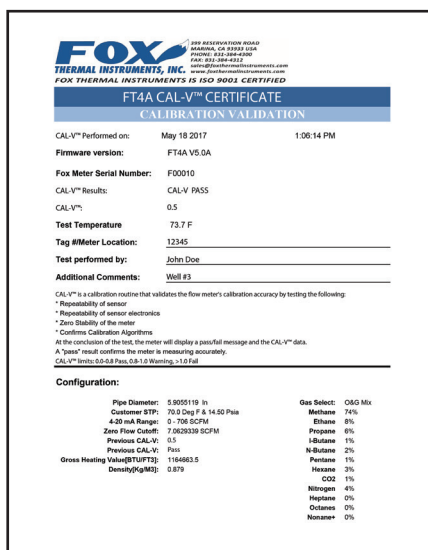 FOX
THERMAL INSTRUMENTS, INC.
399 RESERVATION ROAD
MARINA, CA 93933 USA
PHONE: 831-384-4300
FAX: 831-384-4312
sales@foxthermalinstruments.com
www.foxthermalinstruments.com
FOX THERMAL INSTRUMENTS IS ISO 9001 CERTIFIED
FT4A CAL-V™ CERTIFICATE
CALIBRATION VALIDATION
CAL-V™ Performed on: May 18 2017 1:06:14 PM
Firmware version: FT4A V5.0A
Fox Meter Serial Number: F00010
CAL-V™ Results: CAL-V PASS
CAL-V™: 0.5
Test Temperature 73.7 F
Tag #/Meter Location: 12345
Test performed by: John Doe
Additional Comments: Well #3
CAL-V™ is a calibration routine that validates the flow meter's calibration accuracy by testing the following:
* Repeatability of sensor
* Repeatability of sensor electronics
* Zero Stability of the meter
* Confirms Calibration Algorithms
At the conclusion of the test, the meter will display a pass/fail message and the CAL-V™ data.
A "pass" result confirms the meter is measuring accurately.
CAL-V™ limits: 0.0-0.8 Pass, 0.8-1.0 Warning, >1.0 Fail
Configuration:
Pipe Diameter: 5.9055119 In
Customer STP: 70.0 Deg F & 14.50 Psia
4-20 mA Range: 0 - 706 SCFM
Zero Flow Cutoff: 7.0629339 SCFM
Previous CAL-V: 0.5
Previous CAL-V: Pass
Gross Heating Value[BTU/FT3]: 1164663.5
Density[Kg/M3]: 0.879
Gas Select: O&G Mix
Methane 74%
Ethane 8%
Propane 6%
I-Butane 1%
N-Butane 2%
Pentane 1%
Hexane 3%
CO2 1%
Nitrogen 4%
Heptane 0%
Octanes 0%
Nonane+ 0%